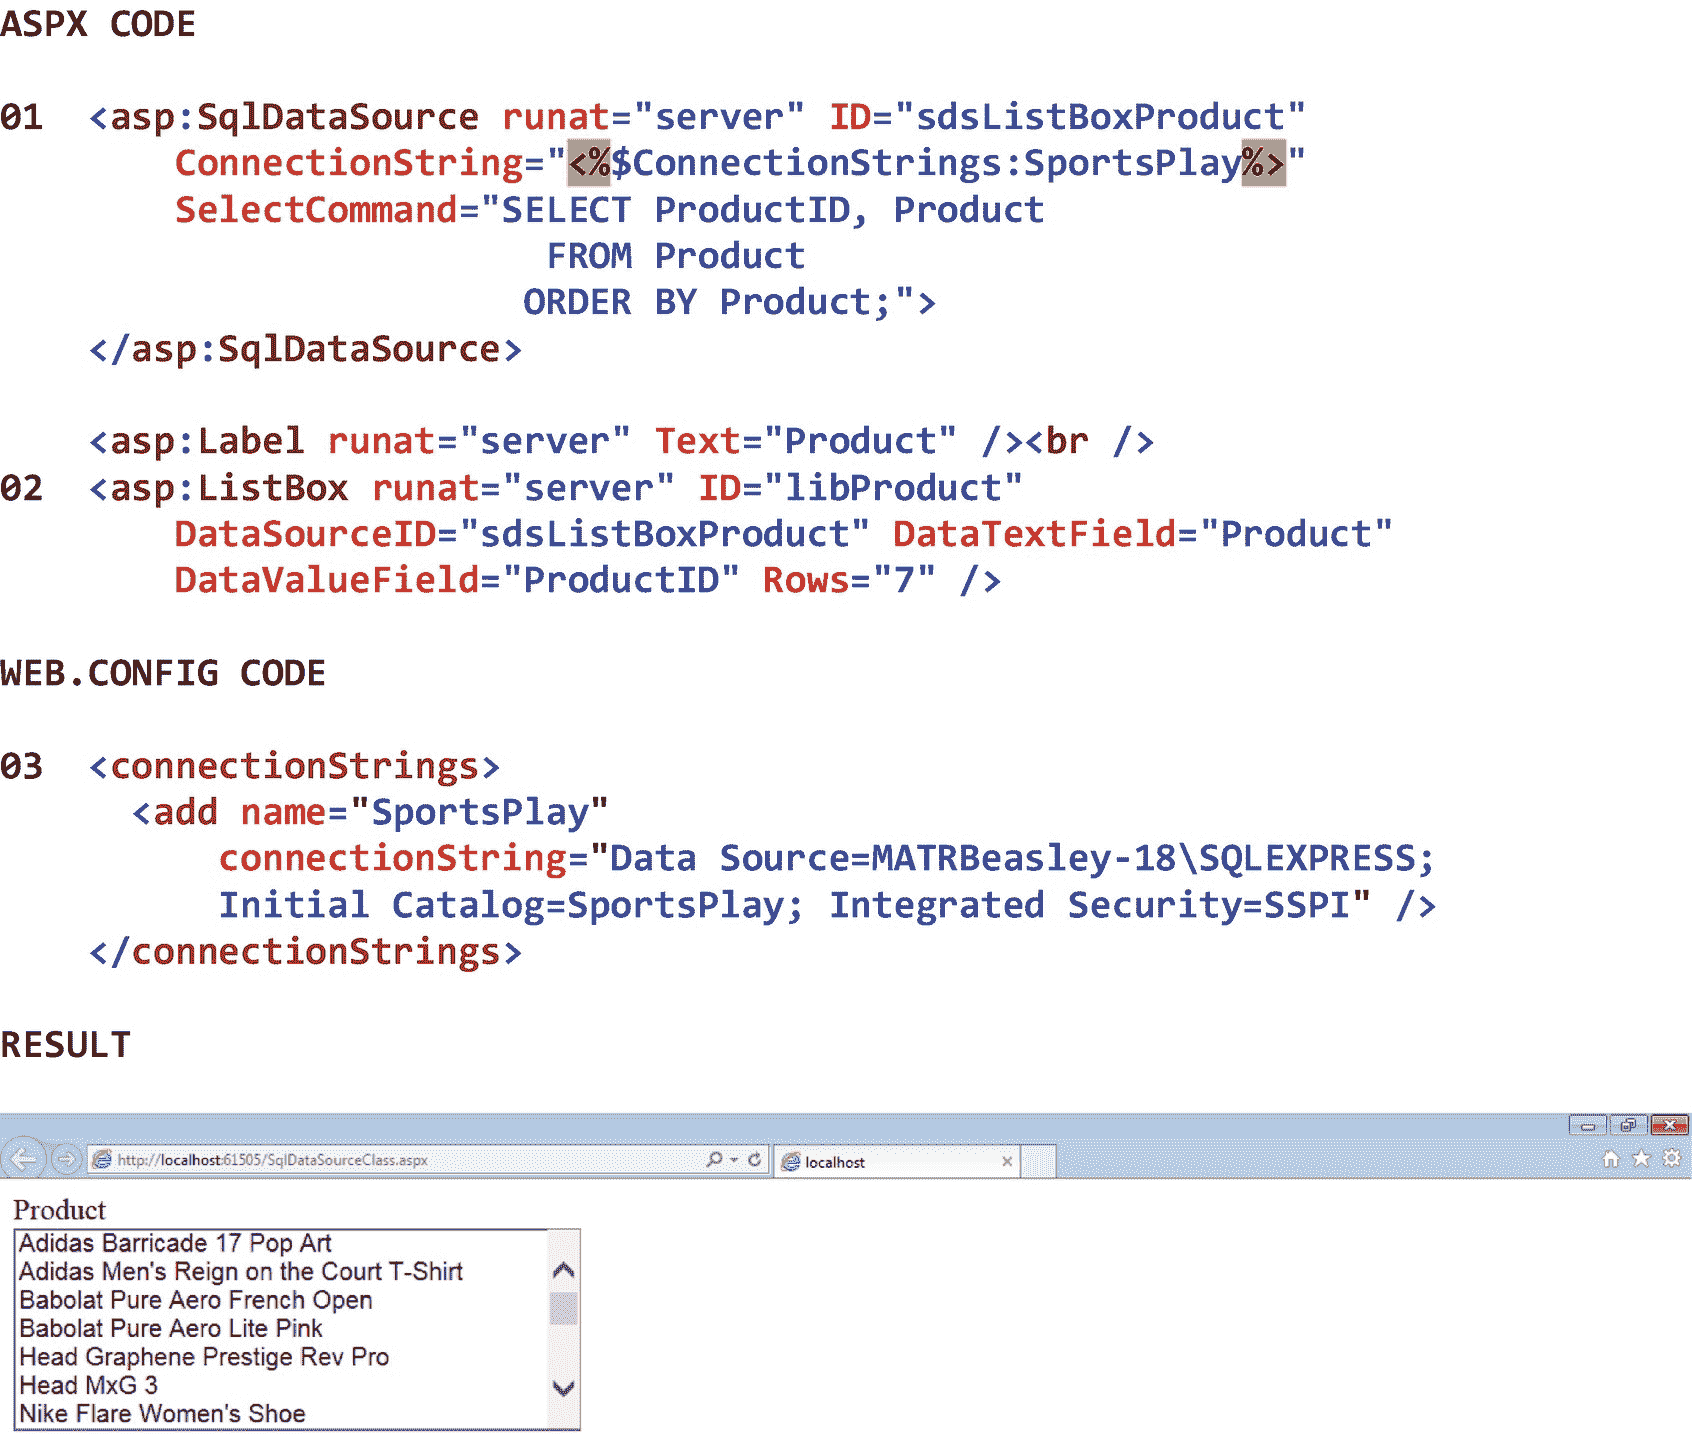 ASPX CODE
01 <asp:SqlDataSource runat="server" ID="sdsListBoxProduct"
ConnectionString="<%$ConnectionStrings:SportsPlay%>"
SelectCommand="SELECT ProductID, Product
FROM Product
ORDER BY Product;">
</asp:SqlDataSource>
<asp:Label runat="server" Text="Product" /><br />
02 <asp:ListBox runat="server" ID="libProduct"
DataSourceID="sdsListBoxProduct" DataTextField="Product"
DataValueField="ProductID" Rows="7" />
WEB.CONFIG CODE
03 <connectionStrings>
<add name="SportsPlay"
connectionString="Data Source=MATRBeasley-18\SQLEXPRESS;
Initial Catalog=SportsPlay; Integrated Security=SSPI" />
</connectionStrings>
RESULT
http://localhost:61505/SqlDataSourceClass.aspx
localhost
Product
Adidas Barricade 17 Pop Art
Adidas Men's Reign on the Court T-Shirt
Babolat Pure Aero French Open
Babolat Pure Aero Lite Pink
Head Graphene Prestige Rev Pro
Head MxG 3
Nike Flare Women's Shoe